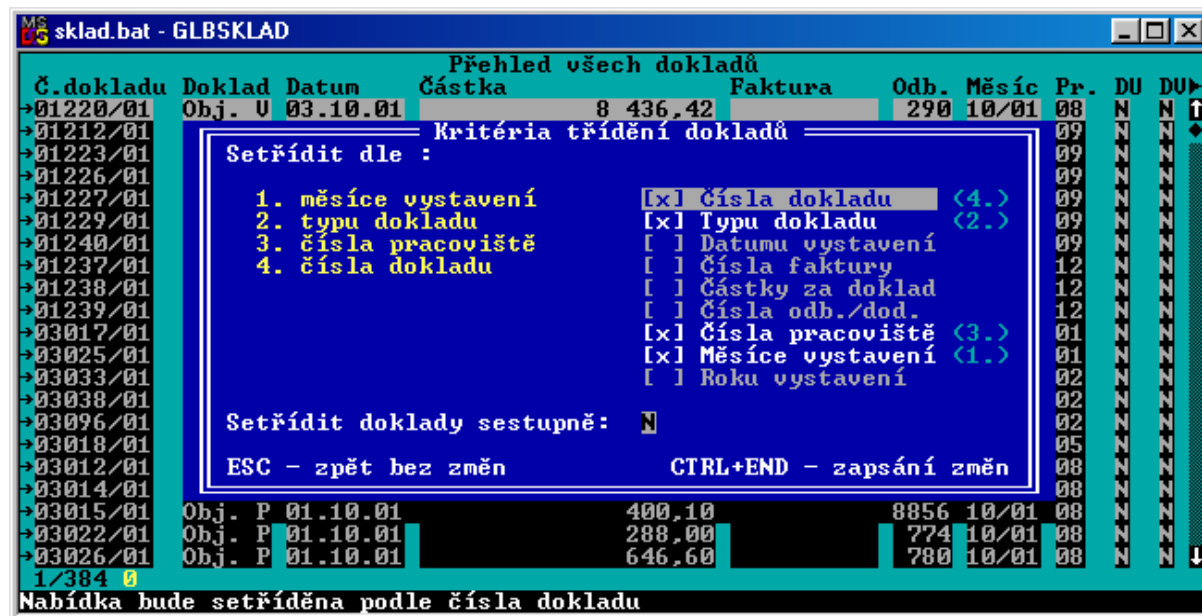 sklad.bat - GLBSKLAD
Přehled všech dokladů
Č.dokladu Doklad Datum Částka Faktura Odb. Měsíc Pr. DU DU
01220/01 Obj. V 03.10.01 8 436,42 290 10/01 08 N N
01212/01 Kritéria třídění dokladů 09 N N
01223/01 Setřídit dle : 09 N N
01226/01 09 N N
01227/01 1. měsíce vystavení [x] Čísla dokladu (4.) 09 N N
01229/01 2. typu dokladu [x] Typu dokladu (2.) 09 N N
01240/01 3. čísla pracoviště [ ] Datumu vystavení 09 N N
01237/01 4. čísla dokladu [ ] Čísla faktury 12 N N
01238/01 [ ] Částky za doklad 12 N N
01239/01 [ ] Čísla odb./dod. 12 N N
03017/01 [x] Čísla pracoviště (3.) 01 N N
03025/01 [x] Měsíce vystavení (1.) 01 N N
03033/01 [ ] Roku vystavení 02 N N
03038/01 02 N N
03096/01 Setřídit doklady sestupně: N 02 N N
03018/01 05 N N
03012/01 ESC - zpět bez změn CTRL+END - zapsání změn 08 N N
03014/01 08 N N
03015/01 Obj. P 01.10.01 400,10 8856 10/01 08 N N
03022/01 Obj. P 01.10.01 288,00 774 10/01 08 N N
03026/01 Obj. P 01.10.01 646,60 780 10/01 08 N N
1/384 0
Nabídka bude setříděna podle čísla dokladu